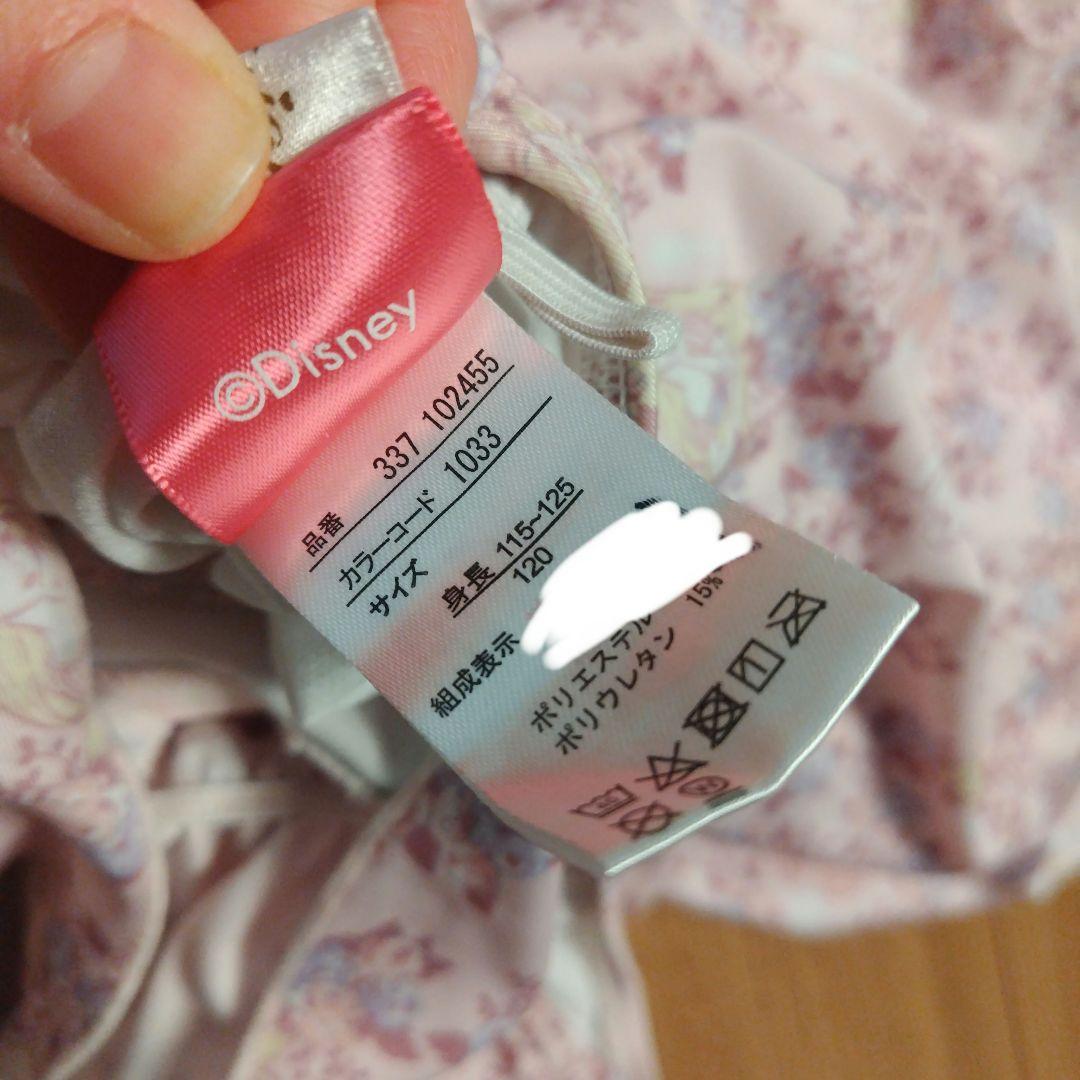 ©Disney
品番 337 102455
カラーコード 1033
サイズ
身長 115~125
120
組成表示
ポリエステル
ポリウレタン 15%